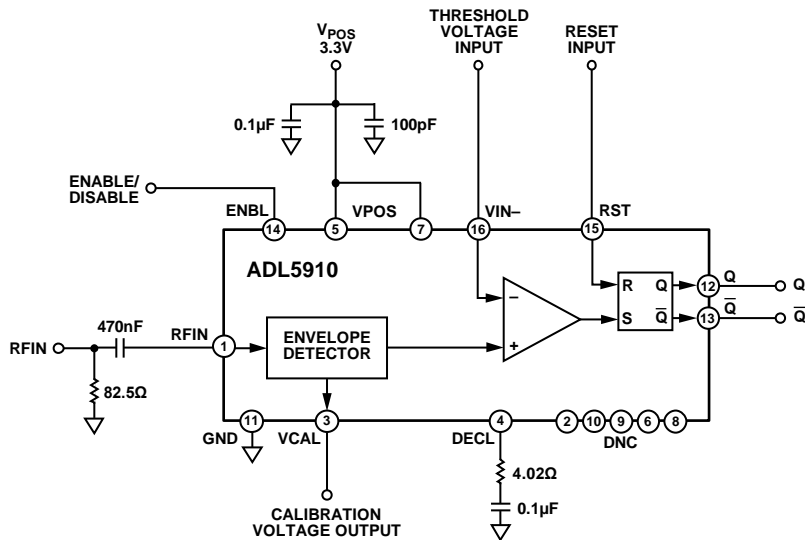 THRESHOLD
VOLTAGE
INPUT
RESET
INPUT
VPOS
3.3V
0.1µF
100pF
ENABLE/
DISABLE
ENBL
VPOS
VIN–
RST
14
5
7
16
15
ADL5910
R Q
S Q̅
12 Q Q
13 Q̅ Q̅
–
+
470nF
RFIN
RFIN
1
ENVELOPE
DETECTOR
82.5Ω
11
3
4
2
10
9
6
8
GND
VCAL
DECL
DNC
4.02Ω
0.1µF
CALIBRATION
VOLTAGE OUTPUT